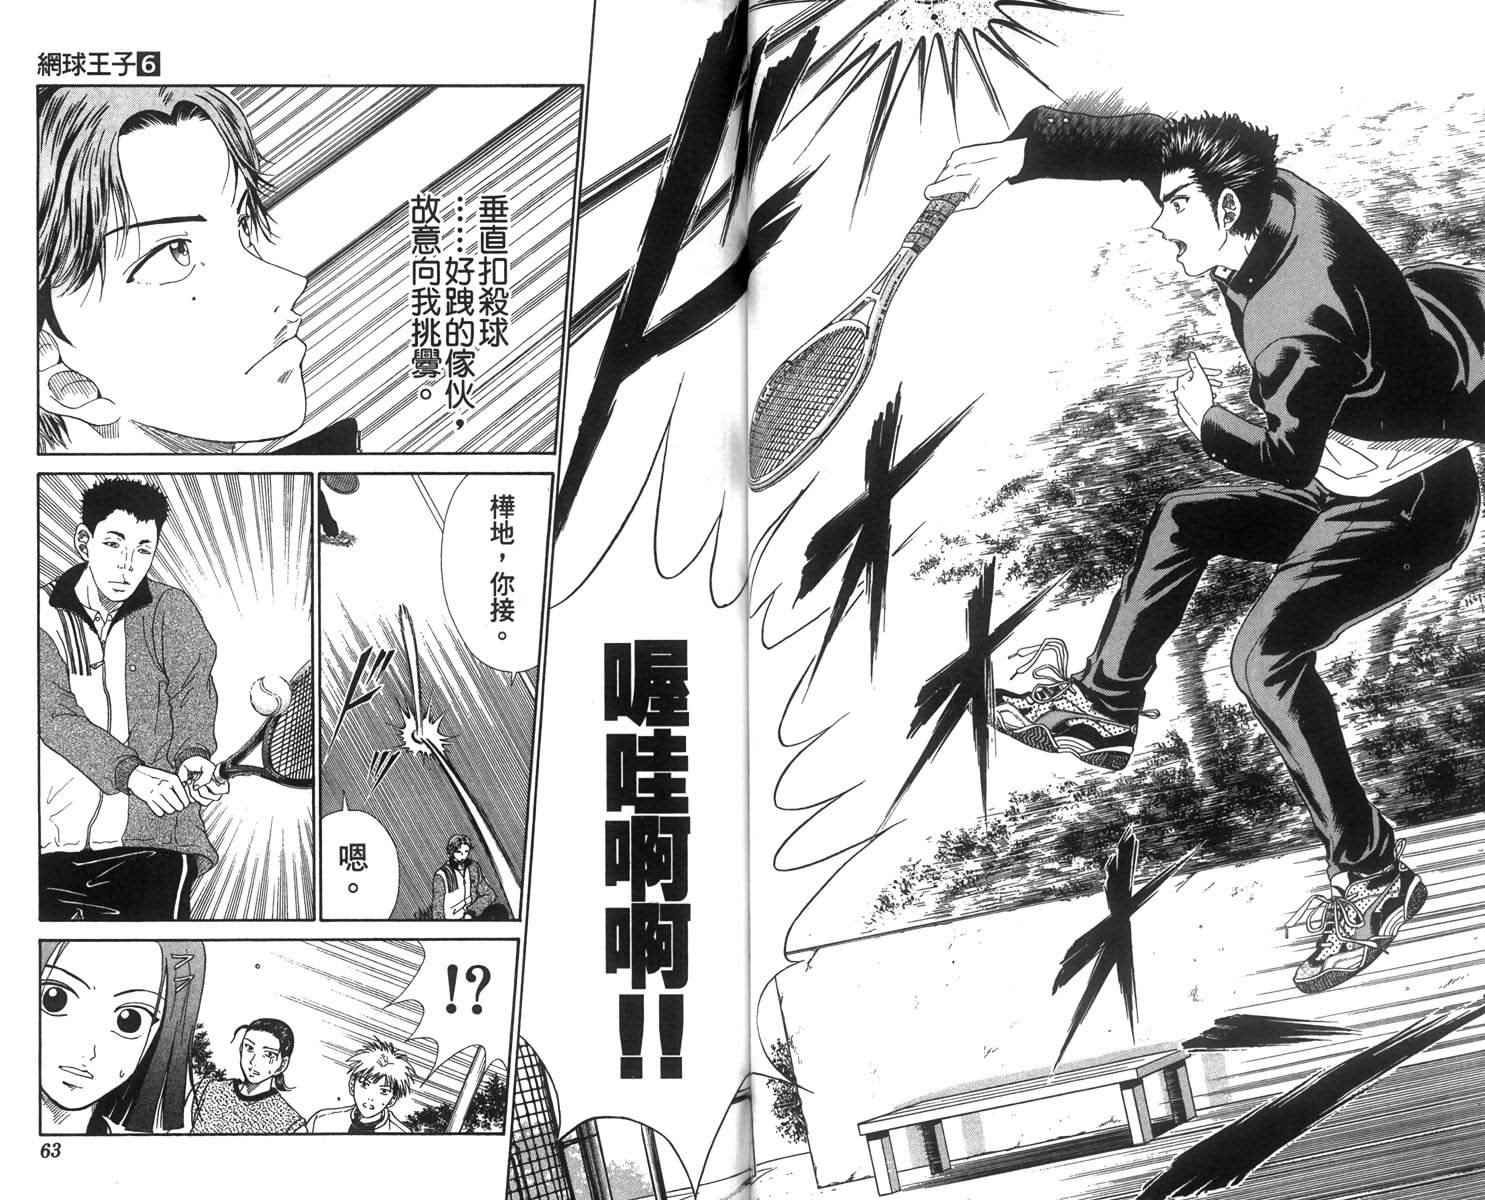 網球王子6
喔哇啊啊!!
垂直扣殺球
……好跩的傢伙,
故意向我挑釁。
樺地,你接。
嗯。
!?
63